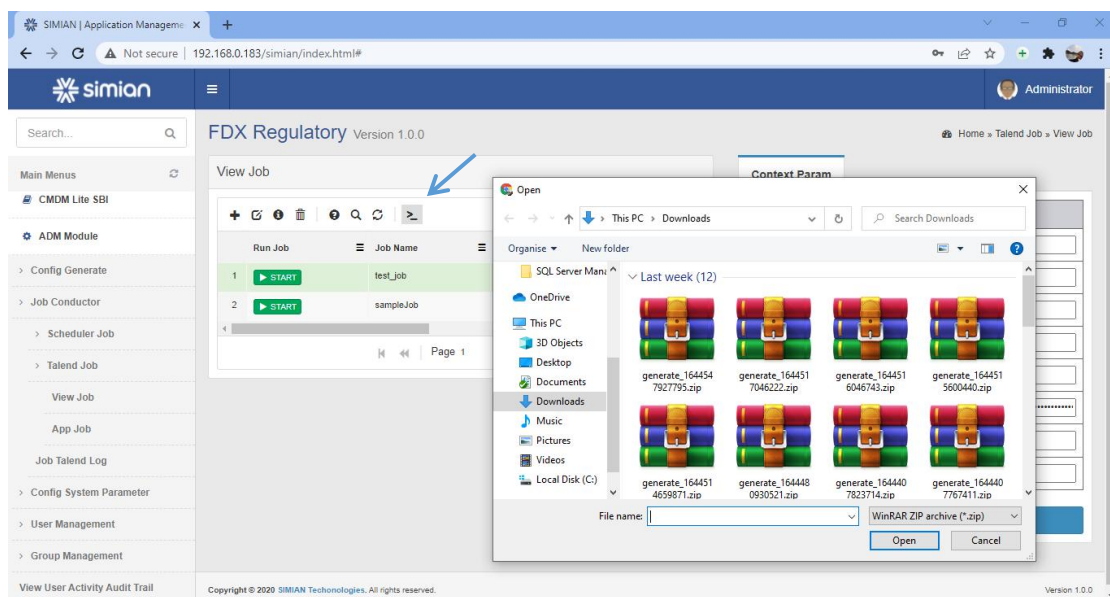 SIMIAN | Application Manageme
Not secure | 192.168.0.183/simian/index.html#
simian
Administrator
Search...
FDX Regulatory Version 1.0.0
Home » Talend Job » View Job
Main Menus
CMDM Lite SBI
ADM Module
Config Generate
Job Conductor
Scheduler Job
Talend Job
View Job
App Job
Job Talend Log
Config System Parameter
User Management
Group Management
View User Activity Audit Trail
View Job
Run Job
Job Name
1 START test_job
2 START sampleJob
Page 1
Context Param
Open
This PC > Downloads
Search Downloads
Organise
New folder
SQL Server Mana
OneDrive
This PC
3D Objects
Desktop
Documents
Downloads
Music
Pictures
Videos
Local Disk (C:)
Last week (12)
generate_164454
7927795.zip
generate_164451
7046222.zip
generate_164451
6046743.zip
generate_164451
5600440.zip
generate_164451
4659871.zip
generate_164448
0930521.zip
generate_164440
7823714.zip
generate_164440
7767411.zip
File name:
WinRAR ZIP archive (*.zip)
Open
Cancel
Copyright © 2020 SIMIAN Techonologies. All rights reserved.
Version 1.0.0